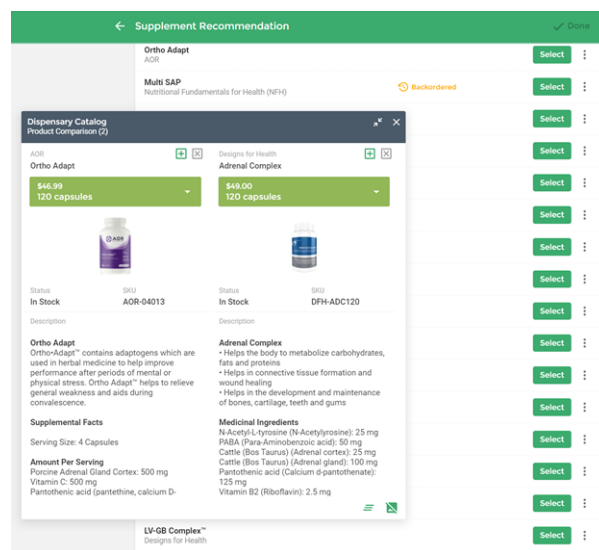 Supplement Recommendation
Done
Ortho Adapt
AOR
Select
Multi SAP
Nutritional Fundamentals for Health (NFH)
Backordered
Select
Select
Select
Select
Select
Select
Select
Select
Select
Select
Select
Select
Select
Select
Dispensary Catalog
Product Comparison (2)
AOR
Ortho Adapt
$46.99
120 capsules
AOR
Status
In Stock
SKU
AOR-04013
Description
Ortho Adapt
Ortho•Adapt™ contains adaptogens which are
used in herbal medicine to help improve
performance after periods of mental or
physical stress. Ortho Adapt™ helps to relieve
general weakness and aids during
convalescence.
Supplemental Facts
Serving Size: 4 Capsules
Amount Per Serving
Porcine Adrenal Gland Cortex: 500 mg
Vitamin C: 500 mg
Pantothenic acid (pantethine, calcium D-
Designs for Health
Adrenal Complex
$49.00
120 capsules
Status
In Stock
SKU
DFH-ADC120
Description
Adrenal Complex
• Helps the body to metabolize carbohydrates,
fats and proteins
• Helps in connective tissue formation and
wound healing
• Helps in the development and maintenance
of bones, cartilage, teeth and gums
Medicinal Ingredients
N-Acetyl-L-tyrosine (N-Acetylyrosine): 25 mg
PABA (Para-Aminobenzoic acid): 50 mg
Cattle (Bos Taurus) (Adrenal cortex): 25 mg
Cattle (Bos Taurus) (Adrenal gland): 100 mg
Pantothenic acid (Calcium d-pantothenate):
125 mg
Vitamin B2 (Riboflavin): 2.5 mg
LV-GB Complex™
Designs for Health
Select